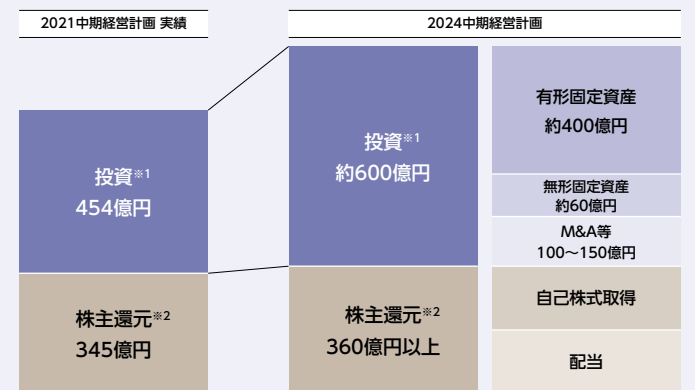 2021中期経営計画 実績
投資※1
454億円
株主還元※2
345億円
2024中期経営計画
投資※1
約600億円
株主還元※2
360億円以上
有形固定資産
約400億円
無形固定資産
約60億円
M&A等
100〜150億円
自己株式取得
配当